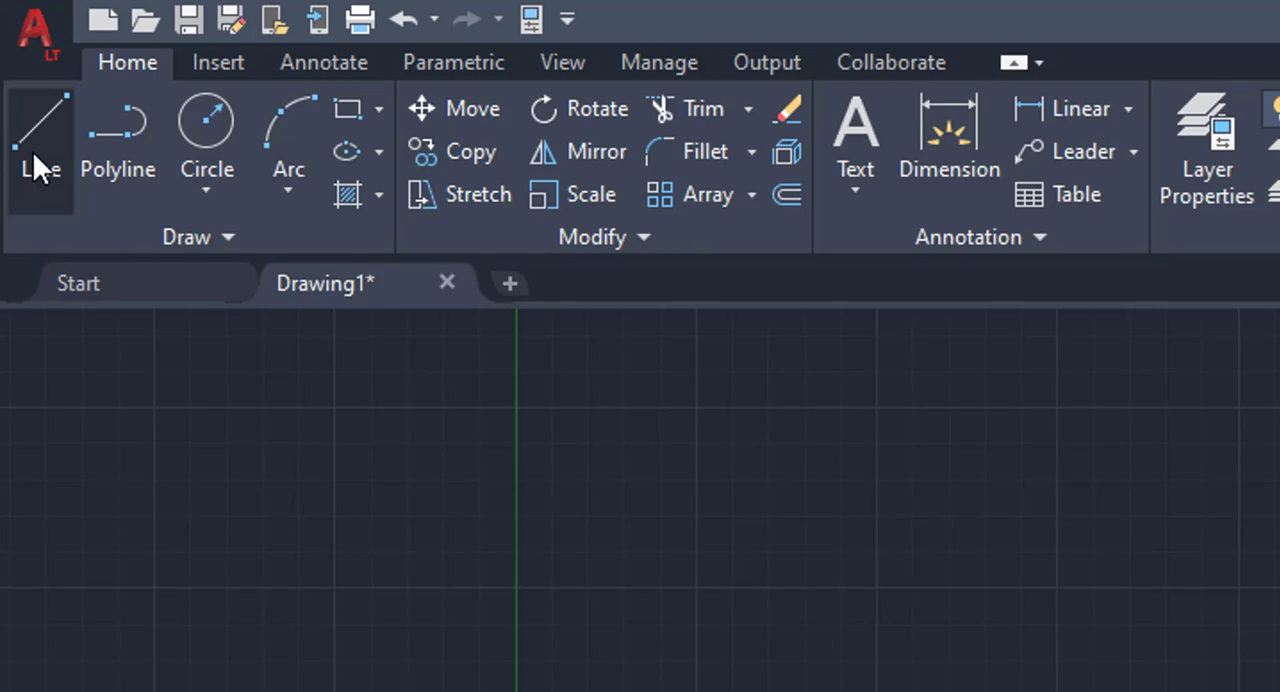 LT
Home Insert Annotate Parametric View Manage Output Collaborate
Move Rotate Trim Linear
Copy Mirror Fillet Leader
Polyline Circle Arc Text Dimension Layer Properties
Stretch Scale Array Table
Draw Modify Annotation
Start Drawing1*